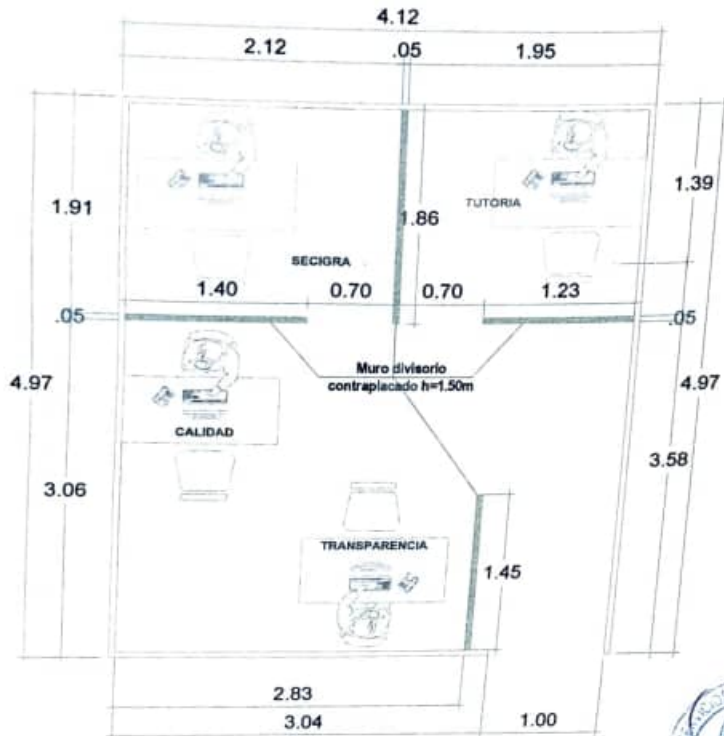 4.12
2.12 .05 1.95
1.91
1.39
1.86
TUTORIA
SECIGRA
1.40 0.70 0.70 1.23
.05 .05
Muro divisorio
contraplacado h=1.50m
4.97 4.97
CALIDAD
3.58
3.06
TRANSPARENCIA
1.45
2.83
3.04 1.00